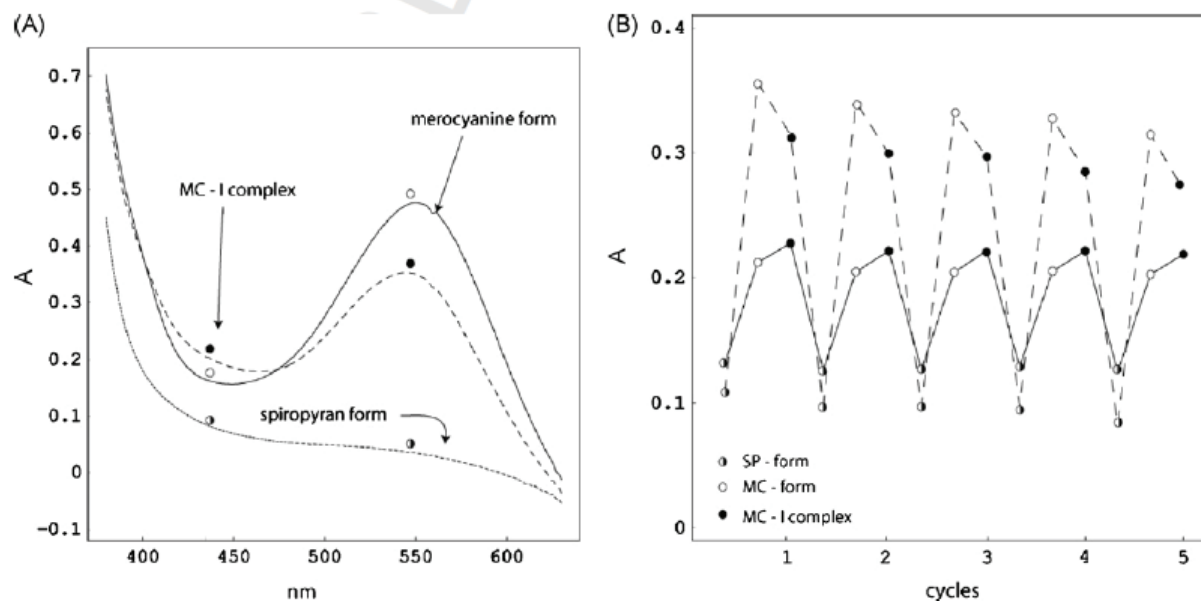 (A)
0.7
0.6
0.5
0.4
0.3
0.2
0.1
0
-0.1
A
merocyanine form
MC - I complex
spiropyran form
400 450 500 550 600
nm
(B)
0.4
0.3
0.2
0.1
0
A
SP - form
MC - form
MC - I complex
1 2 3 4 5
cycles